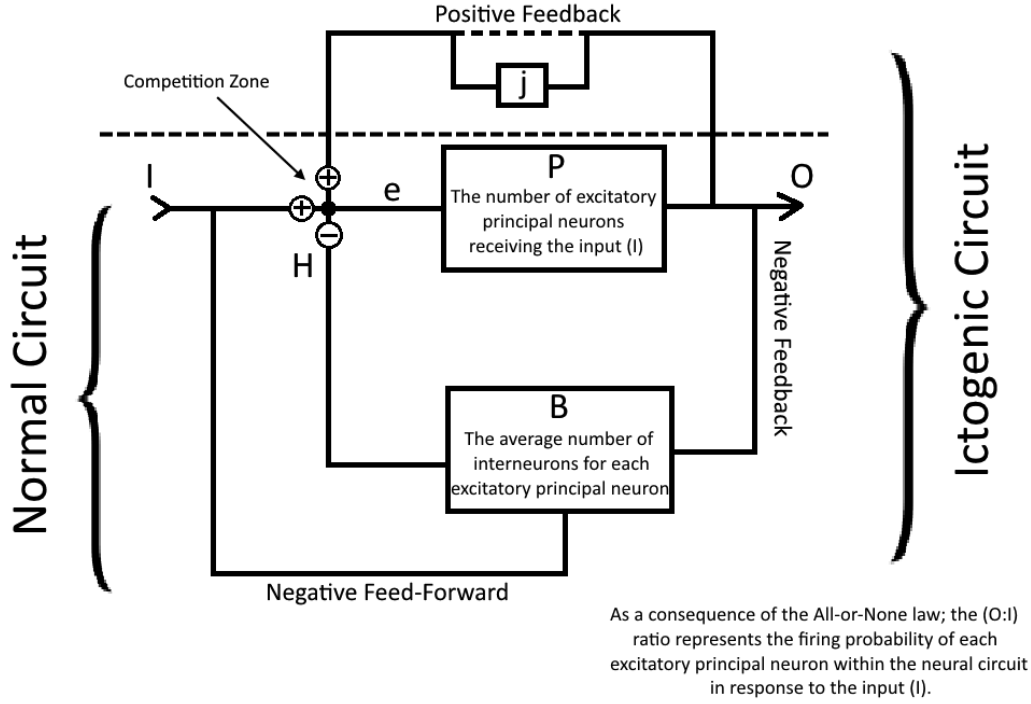 Positive Feedback
j
Competition Zone
I
e
P
The number of excitatory
principal neurons
receiving the input (I)
O
H
Normal Circuit
Negative Feedback
Ictogenic Circuit
B
The average number of
interneurons for each
excitatory principal neuron
Negative Feed-Forward
As a consequence of the All-or-None law; the (O:I)
ratio represents the firing probability of each
excitatory principal neuron within the neural circuit
in response to the input (I).